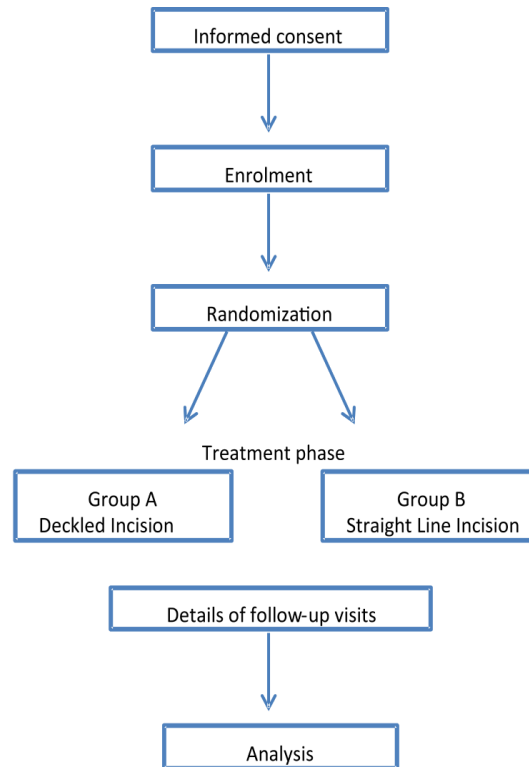 Informed consent
Enrolment
Randomization
Treatment phase
Group A
Deckled Incision
Group B
Straight Line Incision
Details of follow-up visits
Analysis